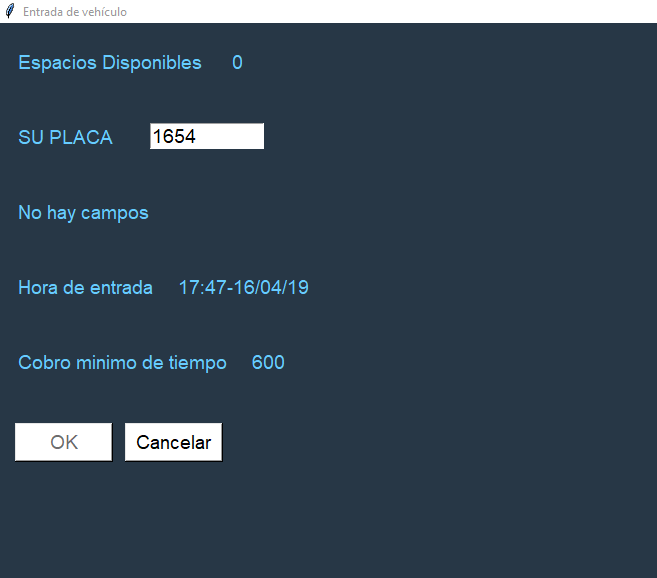 Entrada de vehículo
Espacios Disponibles 0
SU PLACA 1654
No hay campos
Hora de entrada 17:47-16/04/19
Cobro minimo de tiempo 600
OK Cancelar